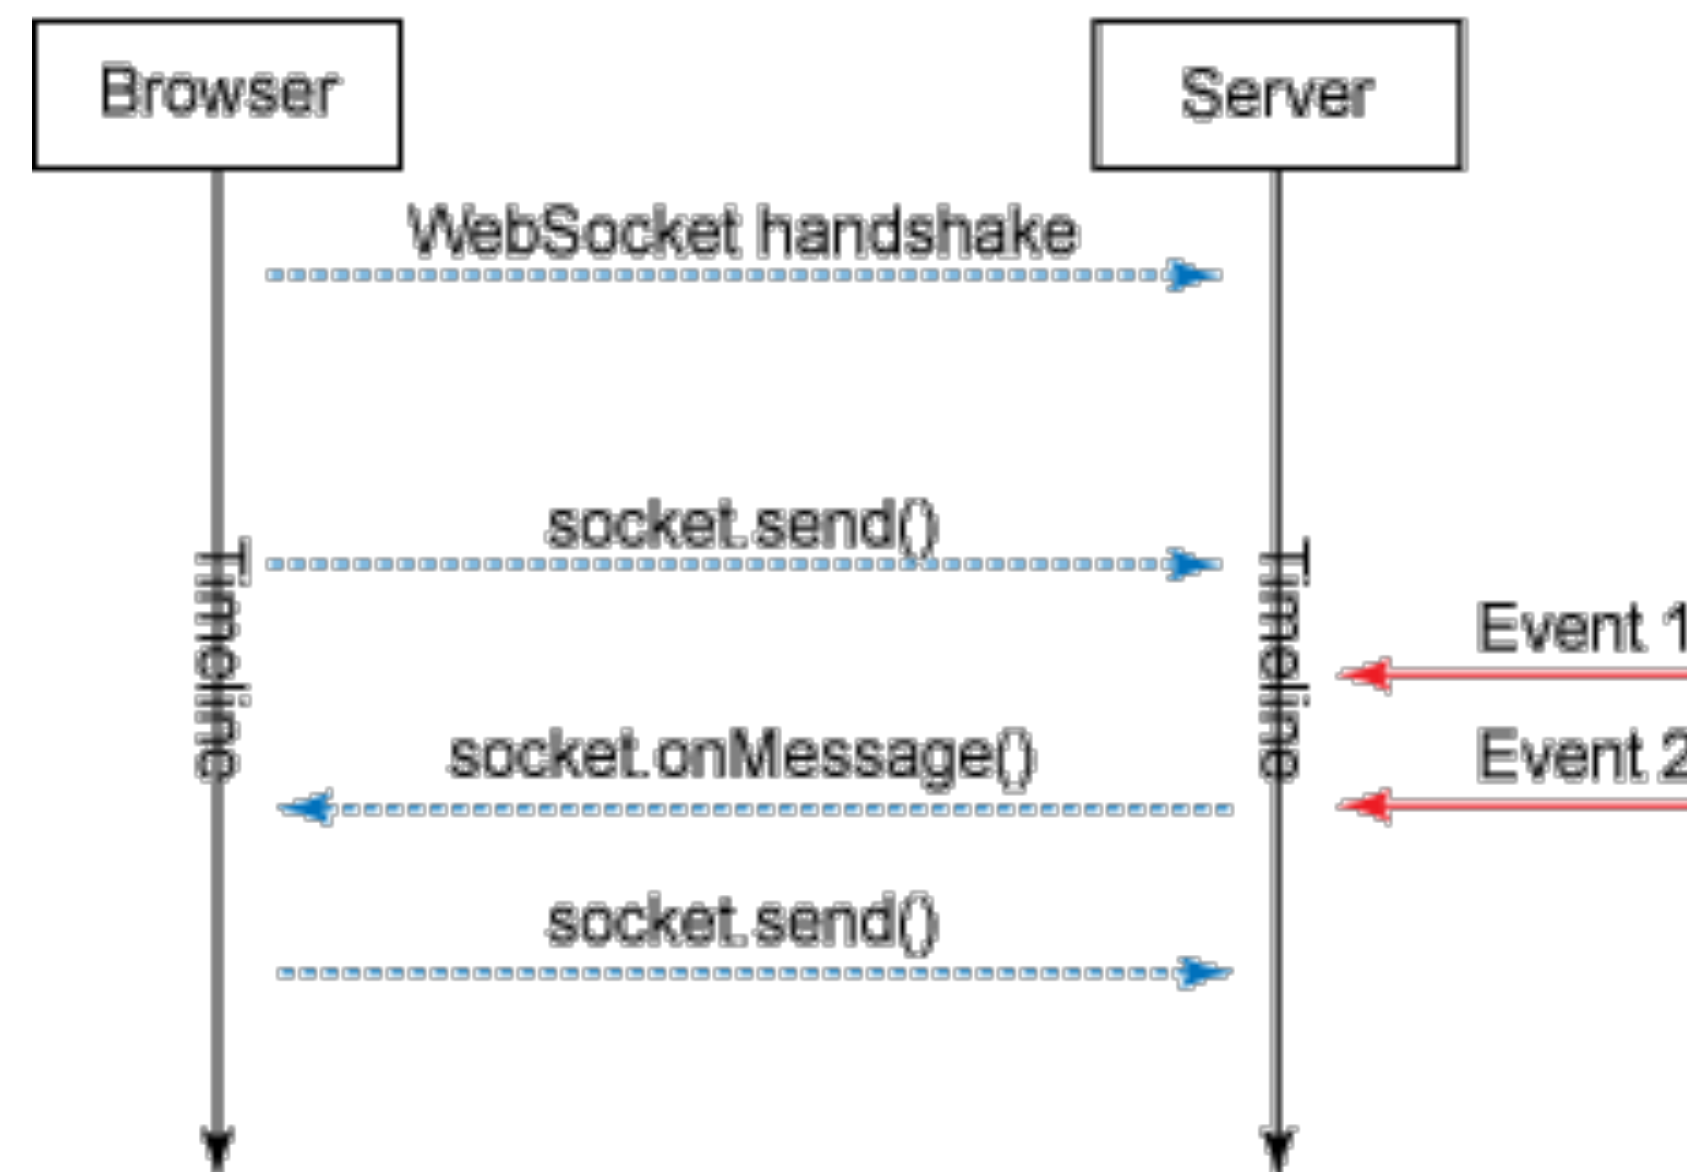 Browser
Server
WebSocket handshake
socket.send()
Timeline
Timeline
Event 1
socket.onMessage()
Event 2
socket.send()